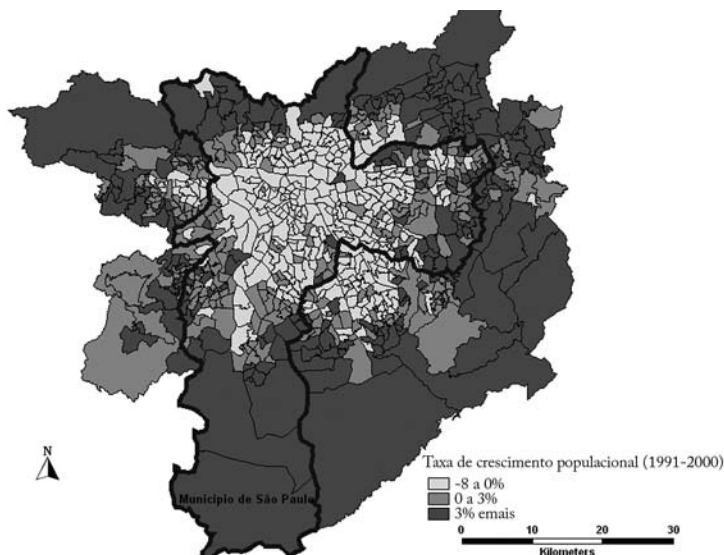 N
Município de São Paulo
Taxa de crescimento populacional (1991-2000)
-8 a 0%
0 a 3%
3% emais
0 10 20 30
Kilometers